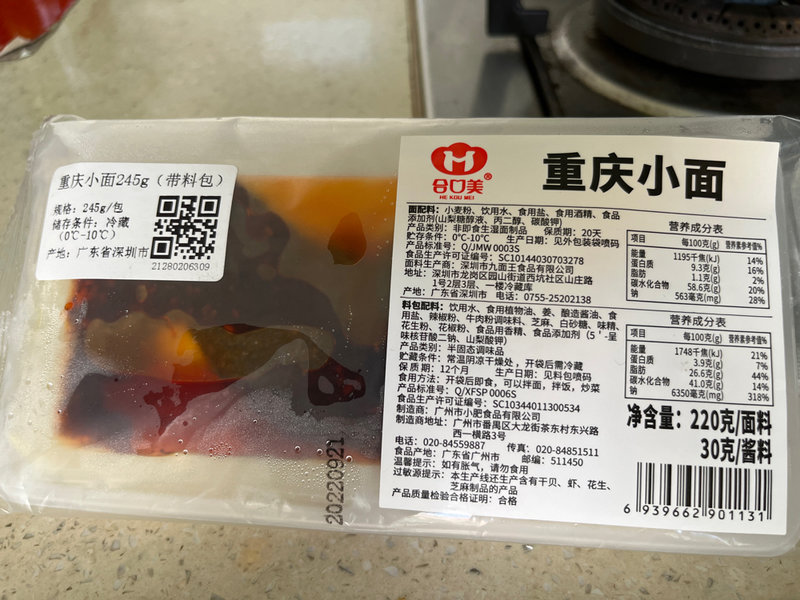 重庆小面245g（带料包）
规格：245g/包
储存条件：冷藏
（0℃-10℃）
产地：广东省深圳市
21280206309
合口美®
HE KOU MEI
重庆小面
面配料：小麦粉、饮用水、食用盐、食用酒精、食品
添加剂(山梨糖醇液、丙二醇、碳酸钾)
产品类别：非即食生湿面制品 保质期：20天
贮存条件：0℃-10℃ 生产日期：见外包装袋喷码
产品标准号：Q/JMW 0003S
食品生产许可证编号：SC10144030703278
面料生产商：深圳市九面王食品有限公司
地址：深圳市龙岗区园山街道西坑社区山庄路
1号2层3层、一楼冷藏库
产地：广东省深圳市 电话：0755-25202138
营养成分表
项目 每100克(g) 营养素参考值%
能量 1195千焦(kJ) 14%
蛋白质 9.3克(g) 16%
脂肪 1.1克(g) 2%
碳水化合物 58.6克(g) 20%
钠 563毫克(mg) 28%
料包配料：饮用水、食用植物油、姜、酿造酱油、食
用盐、辣椒粉、牛肉粉调味料、芝麻、白砂糖、味精、
花生粉、花椒粉、食品用香精、食品添加剂（5＇-呈
味核苷酸二钠、山梨酸钾）
产品类别：半固态调味品
贮藏条件：常温阴凉干燥处，开袋后需冷藏
保质期：12个月 生产日期：见料包喷码
食用方法：开袋后即食，可以拌面，拌饭，炒菜
产品标准号：Q/XFSP 0006S
食品生产许可证编号：SC10344011300534
制造商：广州市小肥食品有限公司
制造商地址：广州市番禺区大龙街茶东村东兴路
西一横路3号
电话：020-84559887 传真：020-84851511
食品产地：广东省广州市 邮编：511450
温馨提示：如有胀气，请勿食用
过敏源提示：本生产线还生产含有干贝、虾、花生、
芝麻制品的产品
产品质量检验合格证明：合格
营养成分表
项目 每100克(g) 营养素参考值%
能量 1748千焦(kJ) 21%
蛋白质 3.9克(g) 7%
脂肪 26.6克(g) 44%
碳水化合物 41.0克(g) 14%
钠 6350毫克(mg) 318%
净含量：220克/面料
30克/酱料
6 939662 901131
20220921